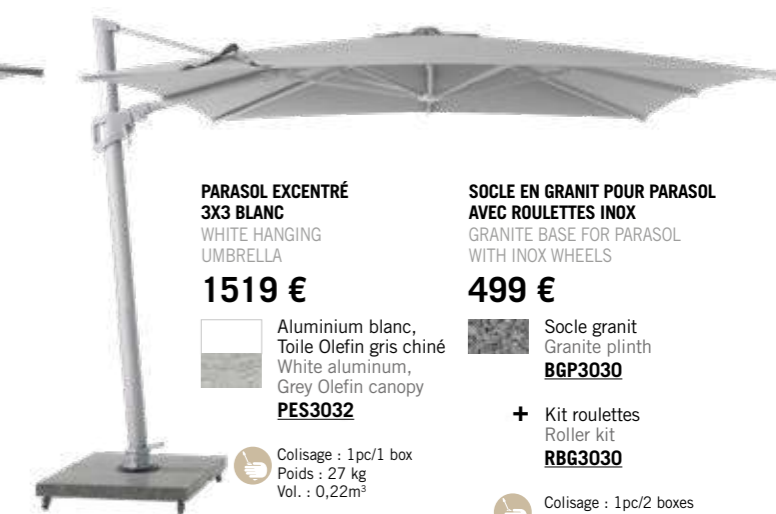 PARASOL EXCENTRÉ
3X3 BLANC
WHITE HANGING
UMBRELLA
1519 €
Aluminium blanc,
Toile Olefin gris chiné
White aluminum,
Grey Olefin canopy
PES3032
Colisage : 1pc/1 box
Poids : 27 kg
Vol. : 0,22m³
SOCLE EN GRANIT POUR PARASOL
AVEC ROULETTES INOX
GRANITE BASE FOR PARASOL
WITH INOX WHEELS
499 €
Socle granit
Granite plinth
BGP3030
+ Kit roulettes
Roller kit
RBG3030
Colisage : 1pc/2 boxes